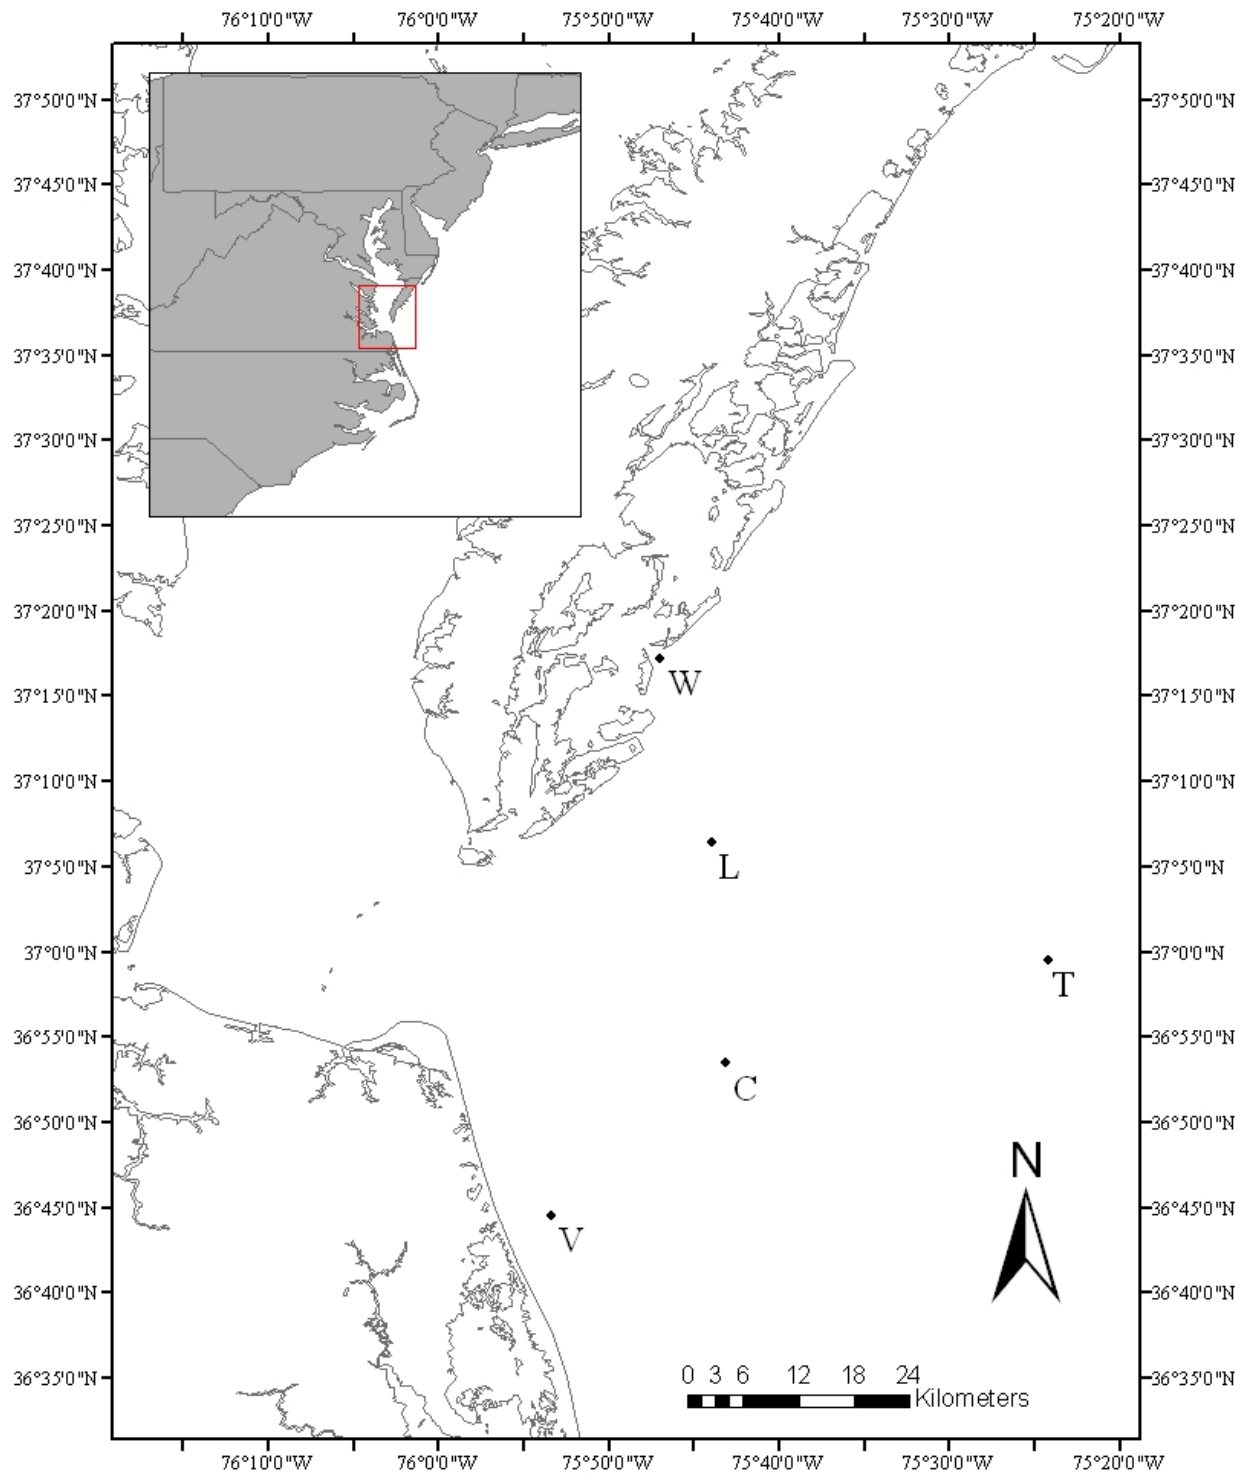 76°10'0"W 76°0'0"W 75°50'0"W 75°40'0"W 75°30'0"W 75°20'0"W
37°50'0"N 37°50'0"N
37°45'0"N 37°45'0"N
37°40'0"N 37°40'0"N
37°35'0"N 37°35'0"N
37°30'0"N 37°30'0"N
37°25'0"N 37°25'0"N
37°20'0"N 37°20'0"N
W
37°15'0"N 37°15'0"N
37°10'0"N 37°10'0"N
L
37°5'0"N 37°5'0"N
37°0'0"N 37°0'0"N
T
36°55'0"N 36°55'0"N
C
36°50'0"N 36°50'0"N
N
36°45'0"N 36°45'0"N
V
36°40'0"N 36°40'0"N
36°35'0"N 36°35'0"N
0 3 6 12 18 24
Kilometers
76°10'0"W 76°0'0"W 75°50'0"W 75°40'0"W 75°30'0"W 75°20'0"W